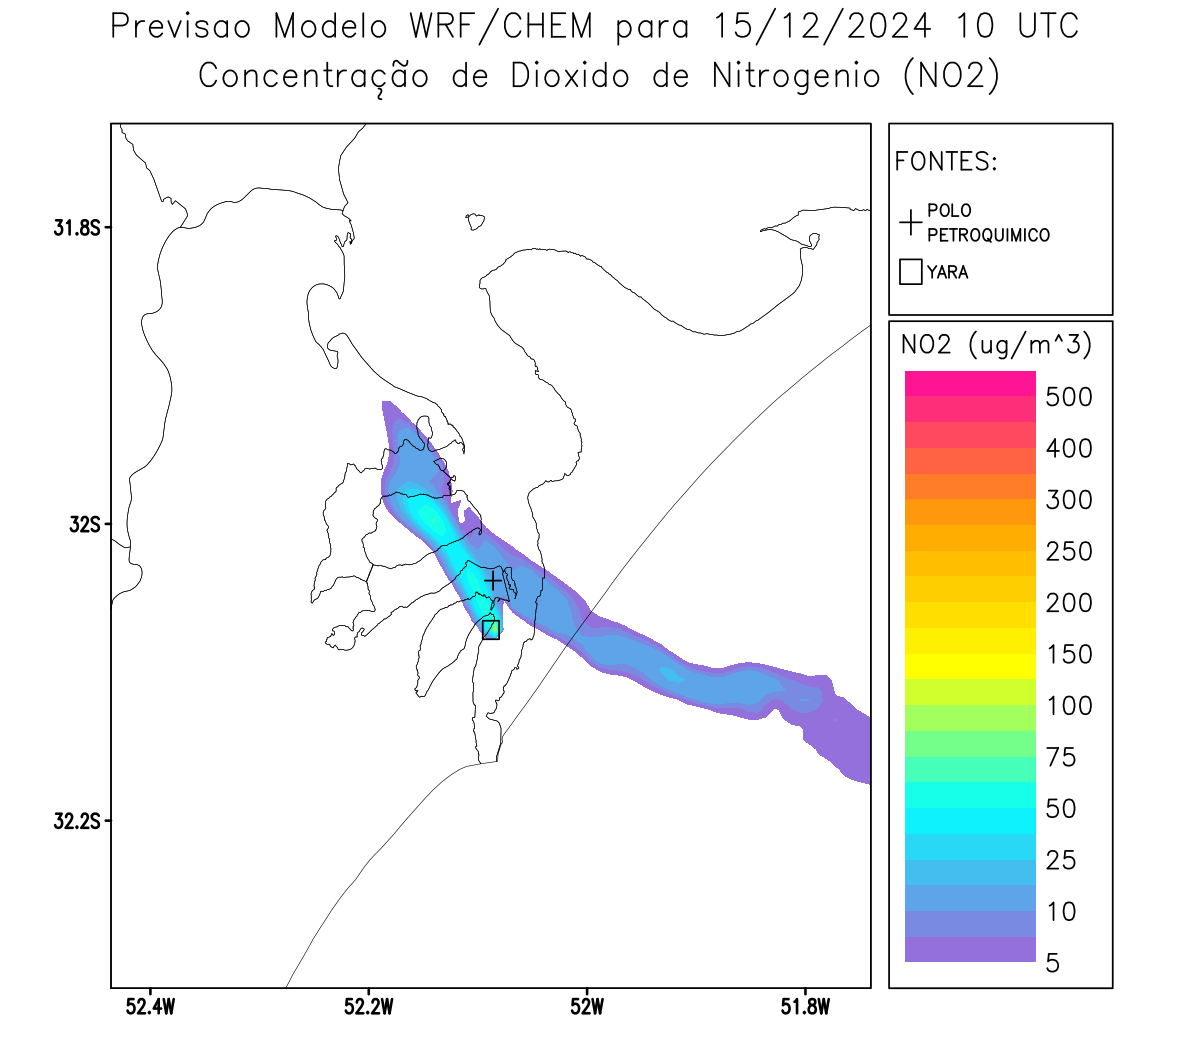 Previsao Modelo WRF/CHEM para 15/12/2024 10 UTC
Concentração de Dioxido de Nitrogenio (NO2)
FONTES:
POLO
PETROQUIMICO
YARA
NO2 (ug/m^3)
500
400
300
250
200
150
100
75
50
25
10
5
31.8S
32S
32.2S
52.4W
52.2W
52W
51.8W